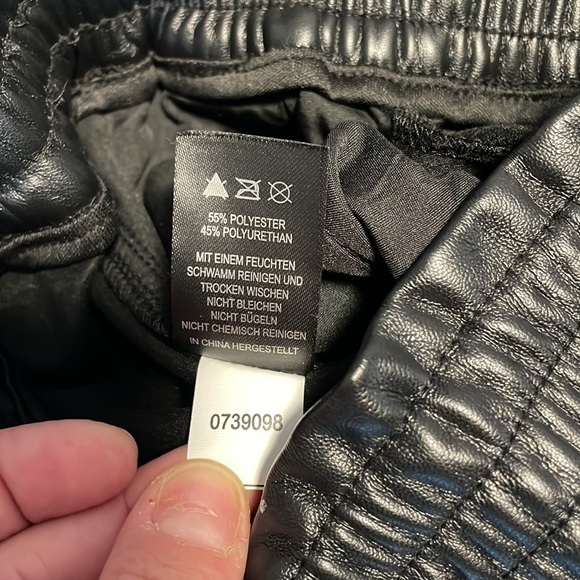 55% POLYESTER
45% POLYURETHAN
MIT EINEM FEUCHTEN
SCHWAMM REINIGEN UND
TROCKEN WISCHEN
NICHT BLEICHEN
NICHT BÜGELN
NICHT CHEMISCH REINIGEN
IN CHINA HERGESTELLT
0739098